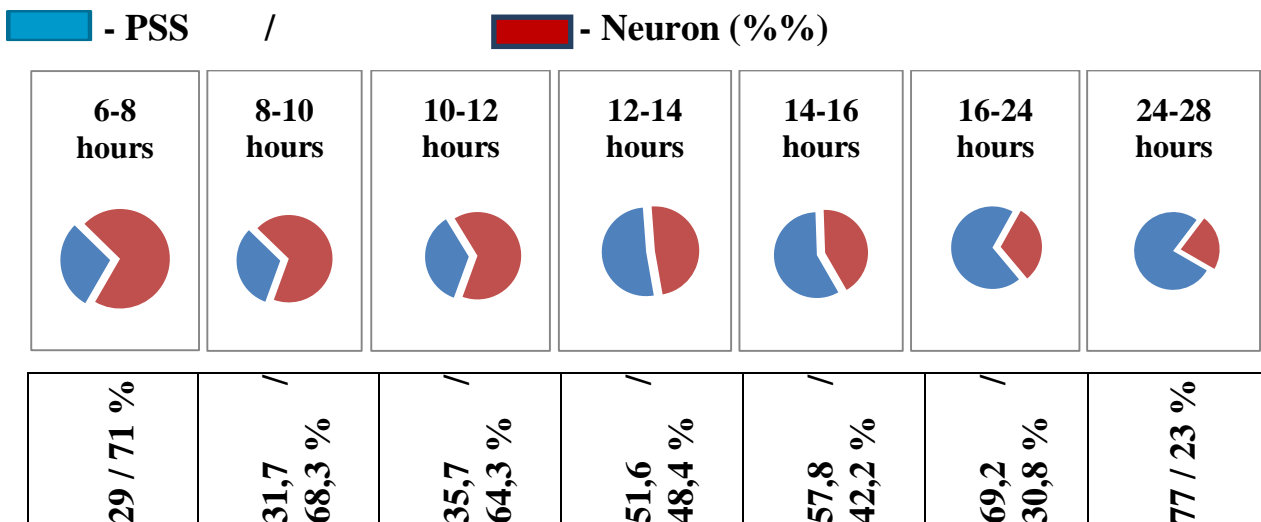 - PSS / - Neuron (%%)
6-8
hours
8-10
hours
10-12
hours
12-14
hours
14-16
hours
16-24
hours
24-28
hours
29 / 71 %
31,7 /
68,3 %
35,7 /
64,3 %
51,6 /
48,4 %
57,8 /
42,2 %
69,2 /
30,8 %
77 / 23 %